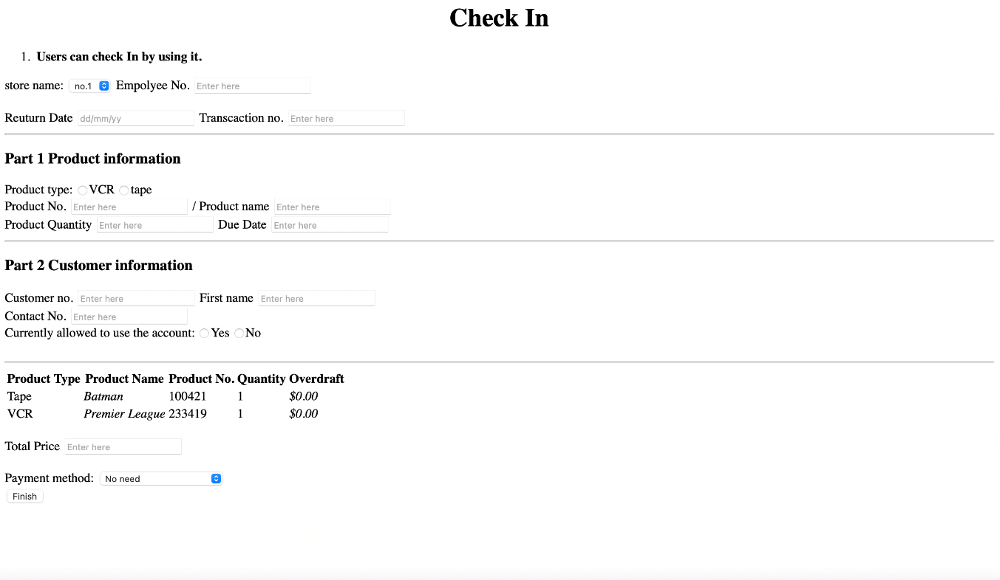 Check In
1. Users can check In by using it.
store name: no.1 Empolyee No. Enter here
Reuturn Date dd/mm/yy Transcaction no. Enter here
Part 1 Product information
Product type: VCR tape
Product No. Enter here / Product name Enter here
Product Quantity Enter here Due Date Enter here
Part 2 Customer information
Customer no. Enter here First name Enter here
Contact No. Enter here
Currently allowed to use the account: Yes No
Product Type Product Name Product No. Quantity Overdraft
Tape Batman 100421 1 $0.00
VCR Premier League 233419 1 $0.00
Total Price Enter here
Payment method: No need
Finish